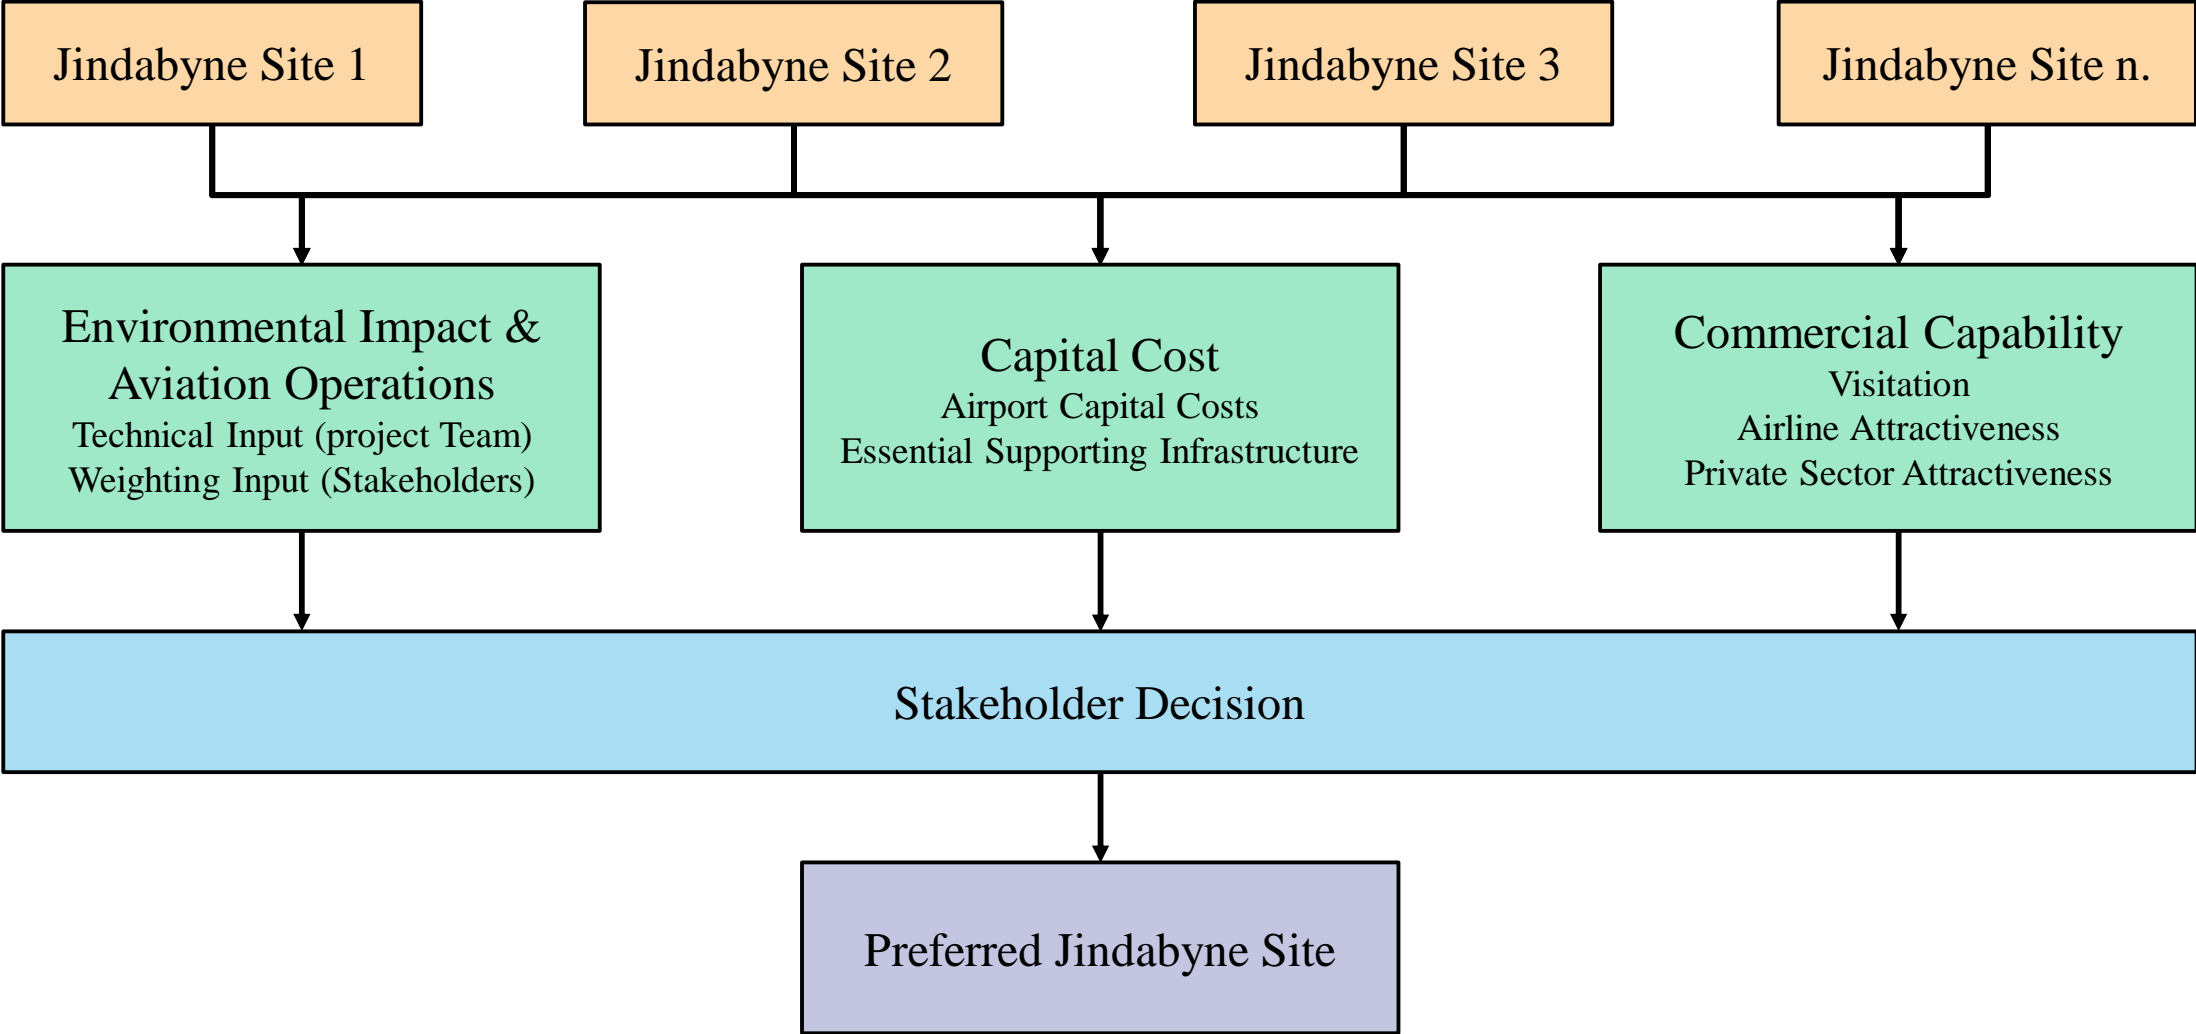 Jindabyne Site 1
Jindabyne Site 2
Jindabyne Site 3
Jindabyne Site n.
Environmental Impact &
Aviation Operations
Technical Input (project Team)
Weighting Input (Stakeholders)
Capital Cost
Airport Capital Costs
Essential Supporting Infrastructure
Commercial Capability
Visitation
Airline Attractiveness
Private Sector Attractiveness
Stakeholder Decision
Preferred Jindabyne Site